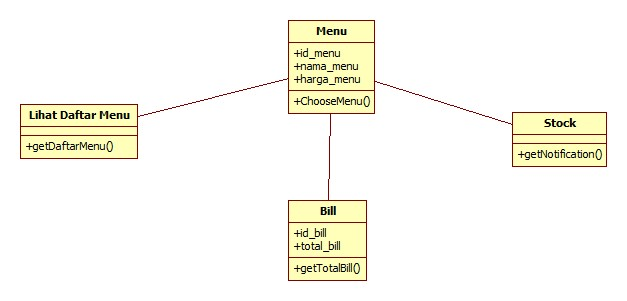 Menu
+id_menu
+nama_menu
+harga_menu
+ChooseMenu()
Lihat Daftar Menu
+getDaftarMenu()
Stock
+getNotification()
Bill
+id_bill
+total_bill
+getTotalBill()